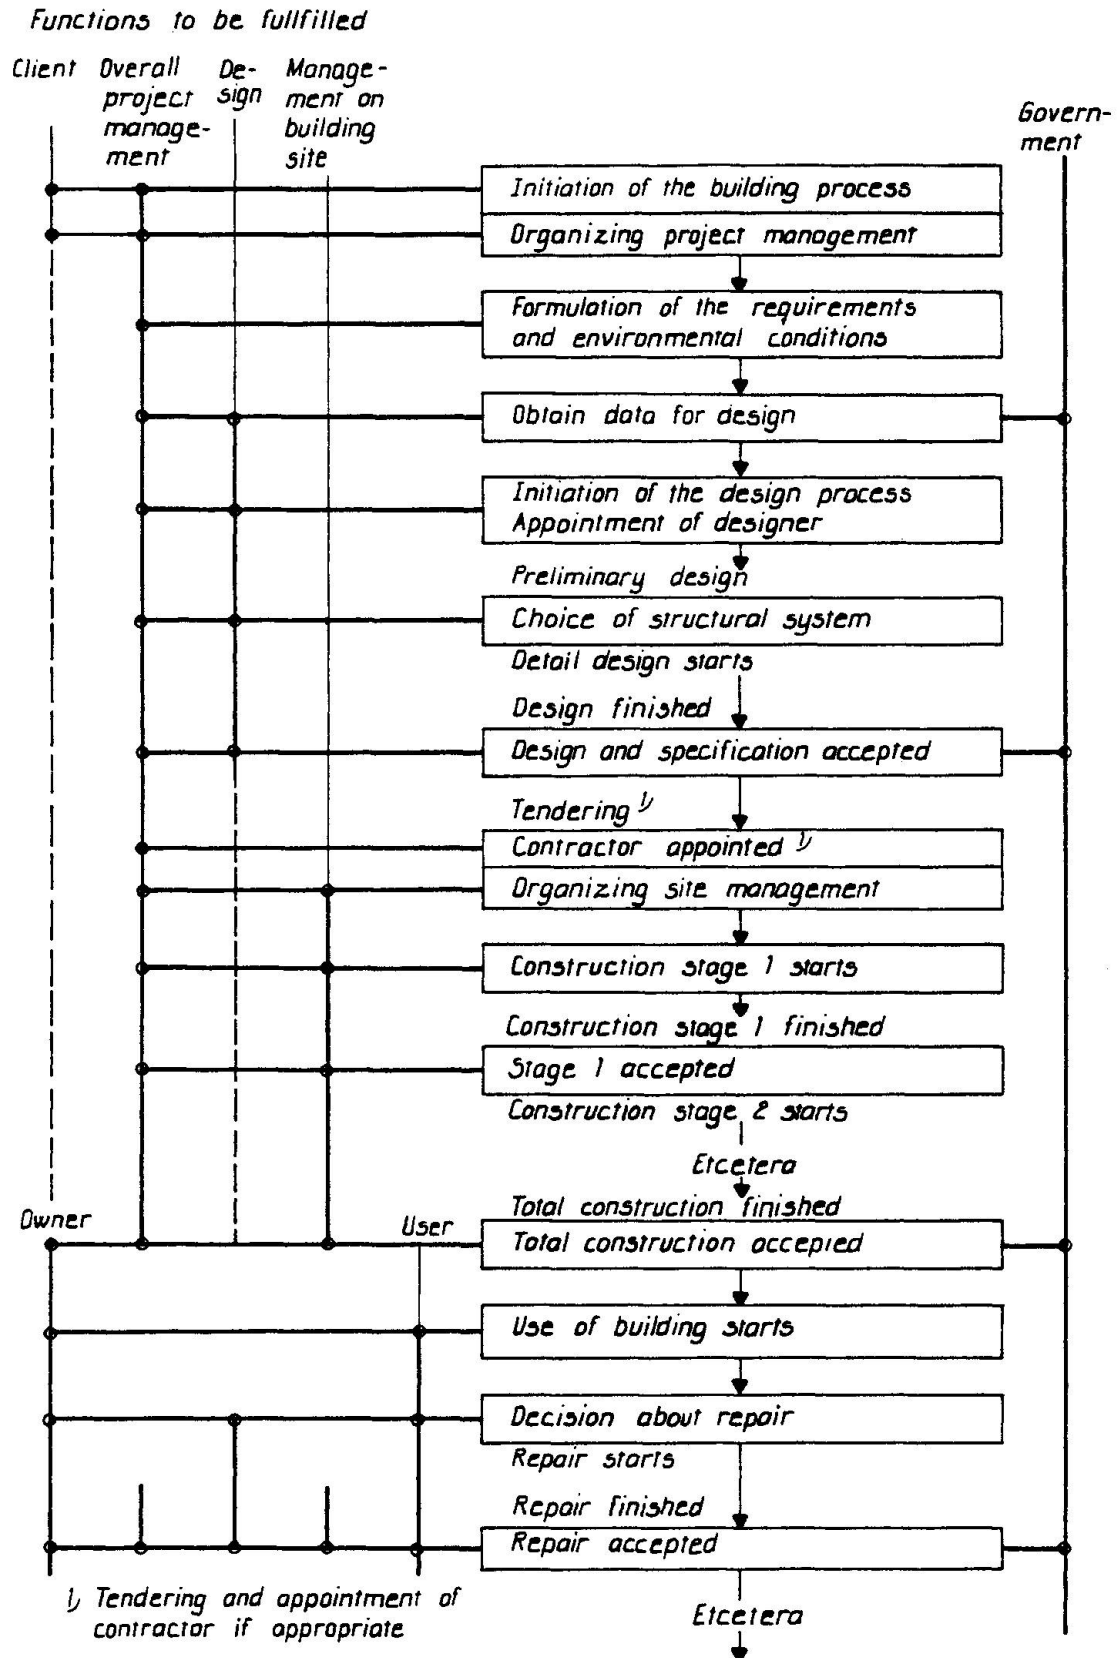 Functions to be fullfilled
Client
Overall
project
manage-
ment
De-
sign
Manage-
ment on
building
site
Govern-
ment
Initiation of the building process
Organizing project management
Formulation of the requirements
and environmental conditions
Obtain data for design
Initiation of the design process
Appointment of designer
Preliminary design
Choice of structural system
Detail design starts
Design finished
Design and specification accepted
Tendering 1)
Contractor appointed 1)
Organizing site management
Construction stage 1 starts
Construction stage 1 finished
Stage 1 accepted
Construction stage 2 starts
Etcetera
Total construction finished
Owner
User
Total construction accepted
Use of building starts
Decision about repair
Repair starts
Repair finished
Repair accepted
1) Tendering and appointment of
contractor if appropriate
Etcetera